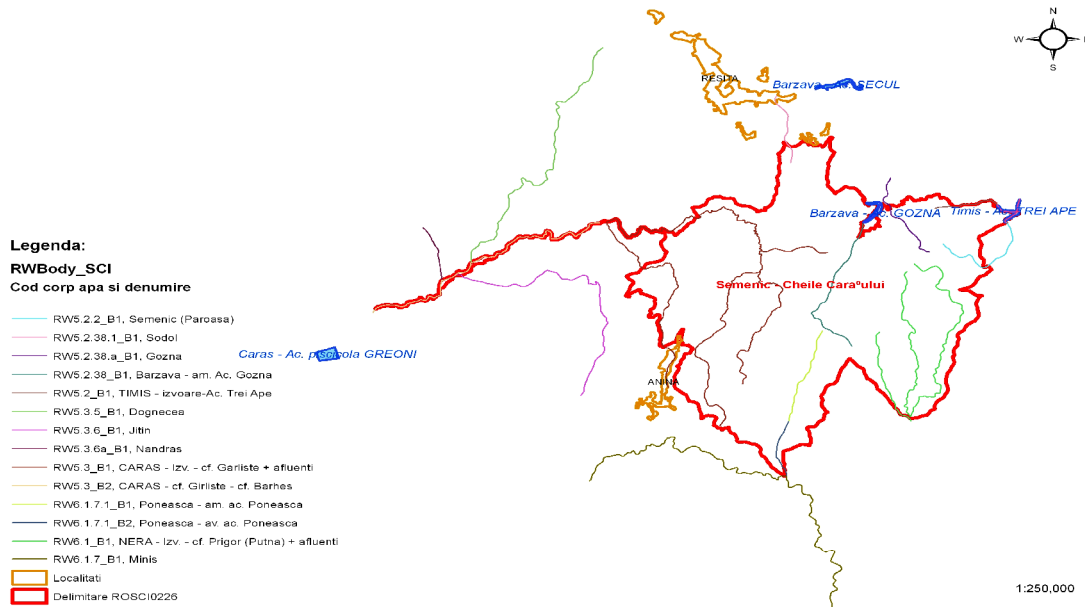 N
W
S
RESITA
Barzava - Ac. SECUL
Barzava - Ac. GOZNA
Timis - Ac. TREI APE
Semenic - Cheile Caraºului
Caras - Ac. piscicola GREONI
ANINA
Legenda:
RWBody_SCI
Cod corp apa si denumire
RW5.2.2_B1, Semenic (Paroasa)
RW5.2.38.1_B1, Sodol
RW5.2.38.a_B1, Gozna
RW5.2.38_B1, Barzava - am. Ac. Gozna
RW5.2_B1, TIMIS - izvoare-Ac. Trei Ape
RW5.3.5_B1, Dognecea
RW5.3.6_B1, Jitin
RW5.3.6a_B1, Nandras
RW5.3_B1, CARAS - Izv. - cf. Garliste + afluenti
RW5.3_B2, CARAS - cf. Girliste - cf. Barhes
RW6.1.7.1_B1, Poneasca - am. ac. Poneasca
RW6.1.7.1_B2, Poneasca - av. ac. Poneasca
RW6.1_B1, NERA - Izv. - cf. Prigor (Putna) + afluenti
RW6.1.7_B1, Minis
Localitati
Delimitare ROSCI0226
1:250,000